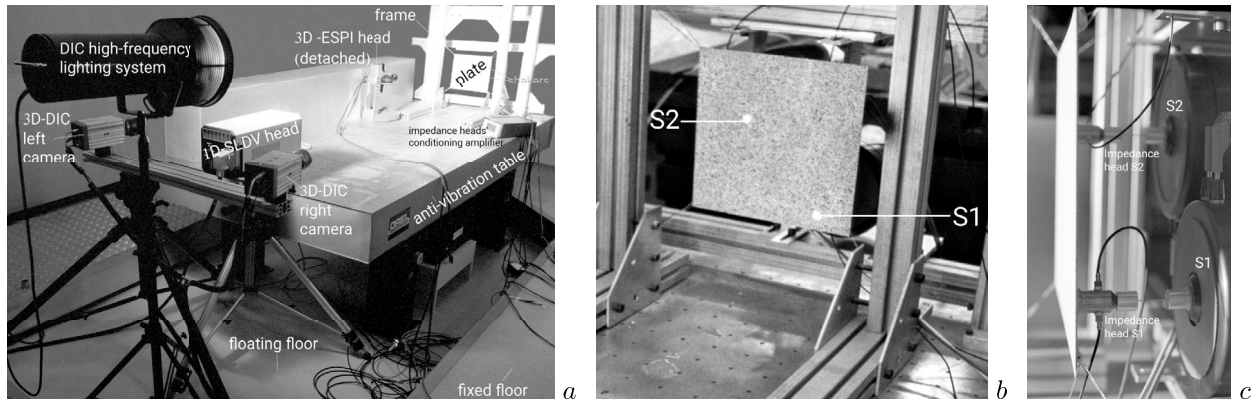 frame
DIC high-frequency
lighting system
3D -ESPI head
(detached)
plate
shakers
3D-DIC
left
camera
1D-SLDV head
impedance heads'
conditioning amplifier
anti-vibration table
3D-DIC
right
camera
floating floor
fixed floor
a
S2
S1
b
S2
Impedance
head S2
S1
Impedance
head S1
c